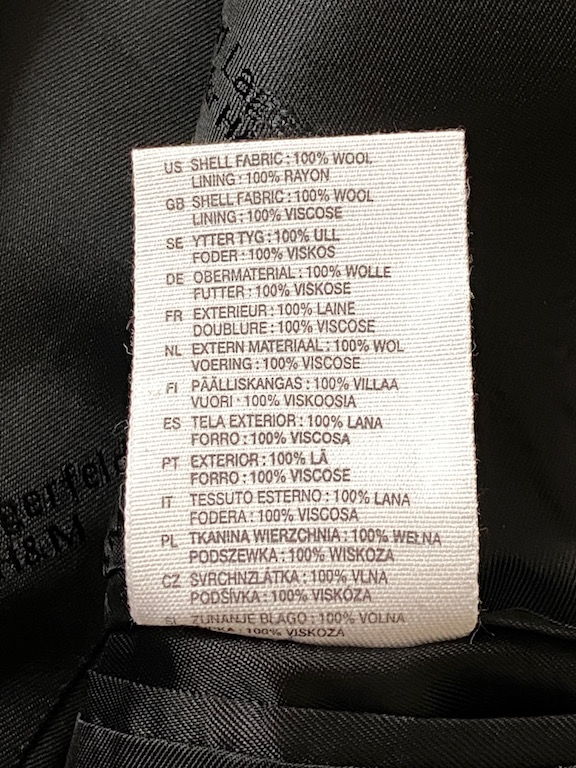 US SHELL FABRIC : 100% WOOL
LINING : 100% RAYON
GB SHELL FABRIC : 100% WOOL
LINING : 100% VISCOSE
SE YTTER TYG : 100% ULL
FODER : 100% VISKOS
DE OBERMATERIAL : 100% WOLLE
FUTTER : 100% VISKOSE
FR EXTERIEUR : 100% LAINE
DOUBLURE : 100% VISCOSE
NL EXTERN MATERIAAL : 100% WOL
VOERING : 100% VISCOSE
FI PÄÄLLISKANGAS : 100% VILLAA
VUORI : 100% VISKOOSIA
ES TELA EXTERIOR : 100% LANA
FORRO : 100% VISCOSA
PT EXTERIOR : 100% LÃ
FORRO : 100% VISCOSE
IT TESSUTO ESTERNO : 100% LANA
FODERA : 100% VISCOSA
PL TKANINA WIERZCHNIA : 100% WEŁNA
PODSZEWKA : 100% WISKOZA
CZ SVRCHNZLÁTKA : 100% VLNA
PODŠÍVKA : 100% VISKÓZA
SL ZUNANJE BLAGO : 100% VOLNA
100% VISKOZA
H&M